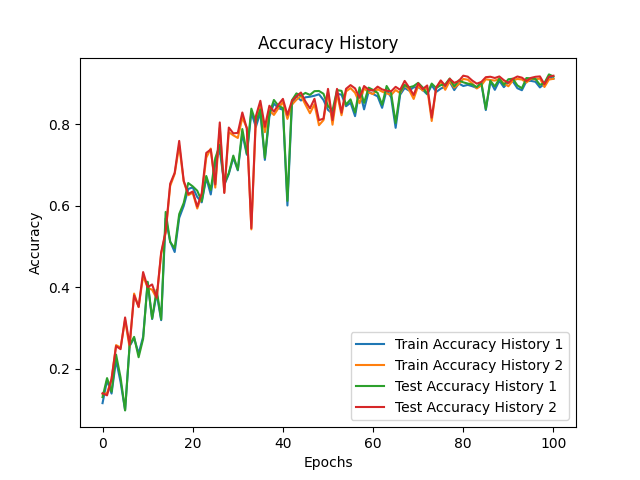 Accuracy History
Accuracy
0.8
0.6
0.4
0.2
0 20 40 60 80 100
Epochs
Train Accuracy History 1
Train Accuracy History 2
Test Accuracy History 1
Test Accuracy History 2